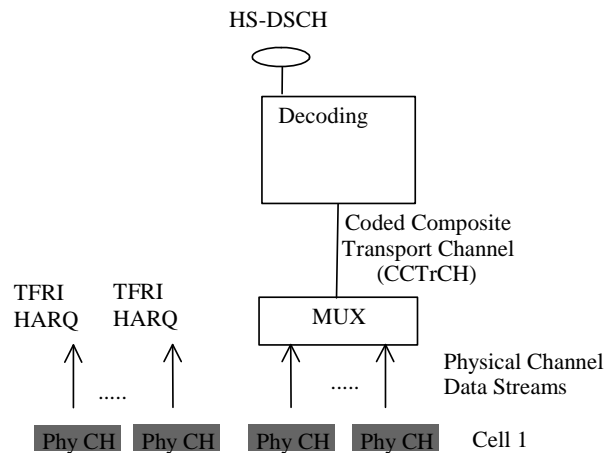 HS-DSCH
Decoding
Coded Composite
Transport Channel
(CCTrCH)
TFRI
HARQ
TFRI
HARQ
MUX
Physical Channel
Data Streams
.....
.....
Phy CH
Phy CH
Phy CH
Phy CH
Cell 1